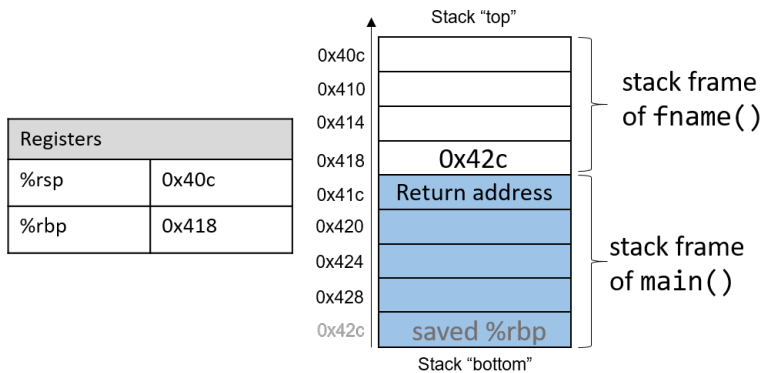 Stack “top”
Registers
%rsp 0x40c
%rbp 0x418
0x40c
0x410
0x414
0x418 0x42c
0x41c Return address
0x420
0x424
0x428
0x42c saved %rbp
stack frame
of fname()
stack frame
of main()
Stack “bottom”